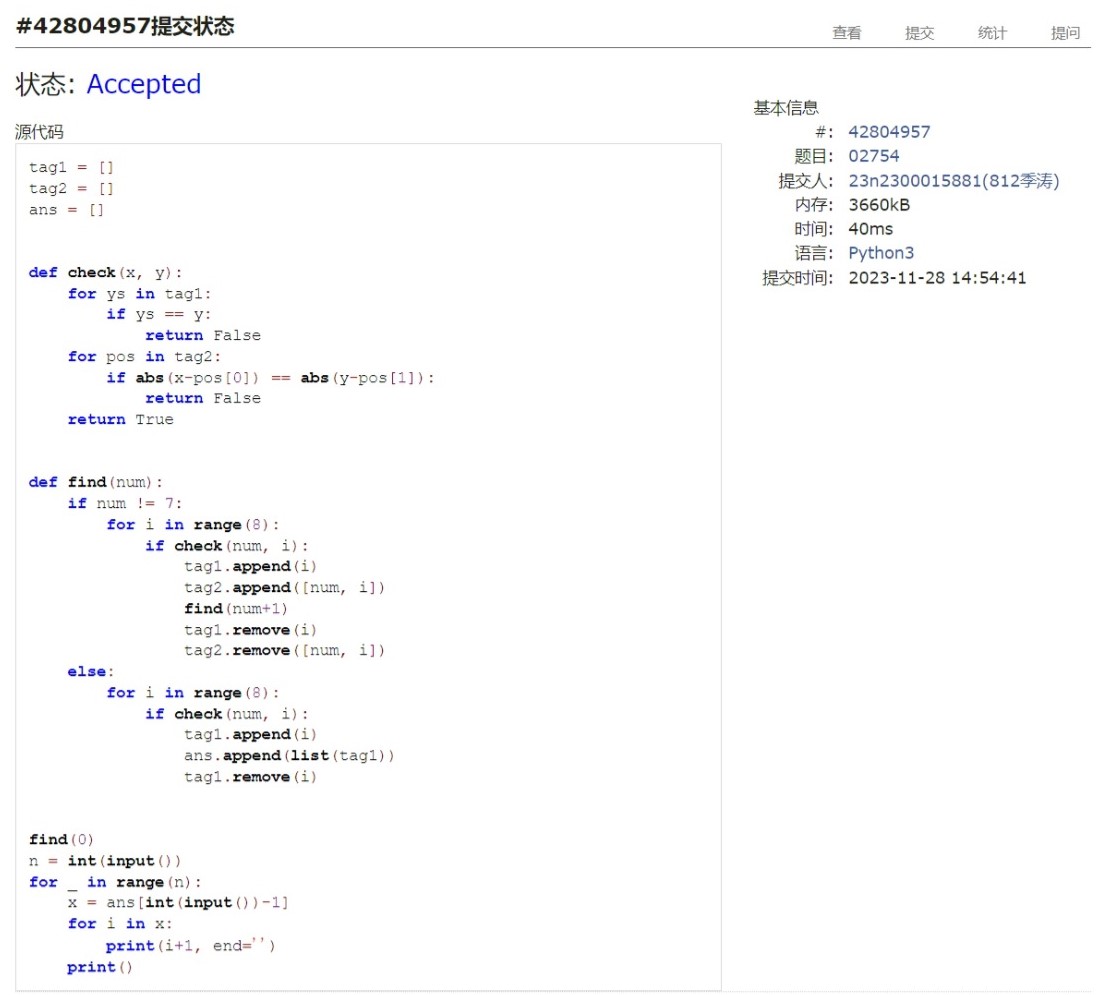 #42804957提交状态
查看 提交 统计 提问
状态: Accepted
源代码
tag1 = []
tag2 = []
ans = []
def check(x, y):
    for ys in tag1:
        if ys == y:
            return False
    for pos in tag2:
        if abs(x-pos[0]) == abs(y-pos[1]):
            return False
    return True
def find(num):
    if num != 7:
        for i in range(8):
            if check(num, i):
                tag1.append(i)
                tag2.append([num, i])
                find(num+1)
                tag1.remove(i)
                tag2.remove([num, i])
    else:
        for i in range(8):
            if check(num, i):
                tag1.append(i)
                ans.append(list(tag1))
                tag1.remove(i)
find(0)
n = int(input())
for _ in range(n):
    x = ans[int(input())-1]
    for i in x:
        print(i+1, end='')
    print()
基本信息
#: 42804957
题目: 02754
提交人: 23n2300015881(812季涛)
内存: 3660kB
时间: 40ms
语言: Python3
提交时间: 2023-11-28 14:54:41